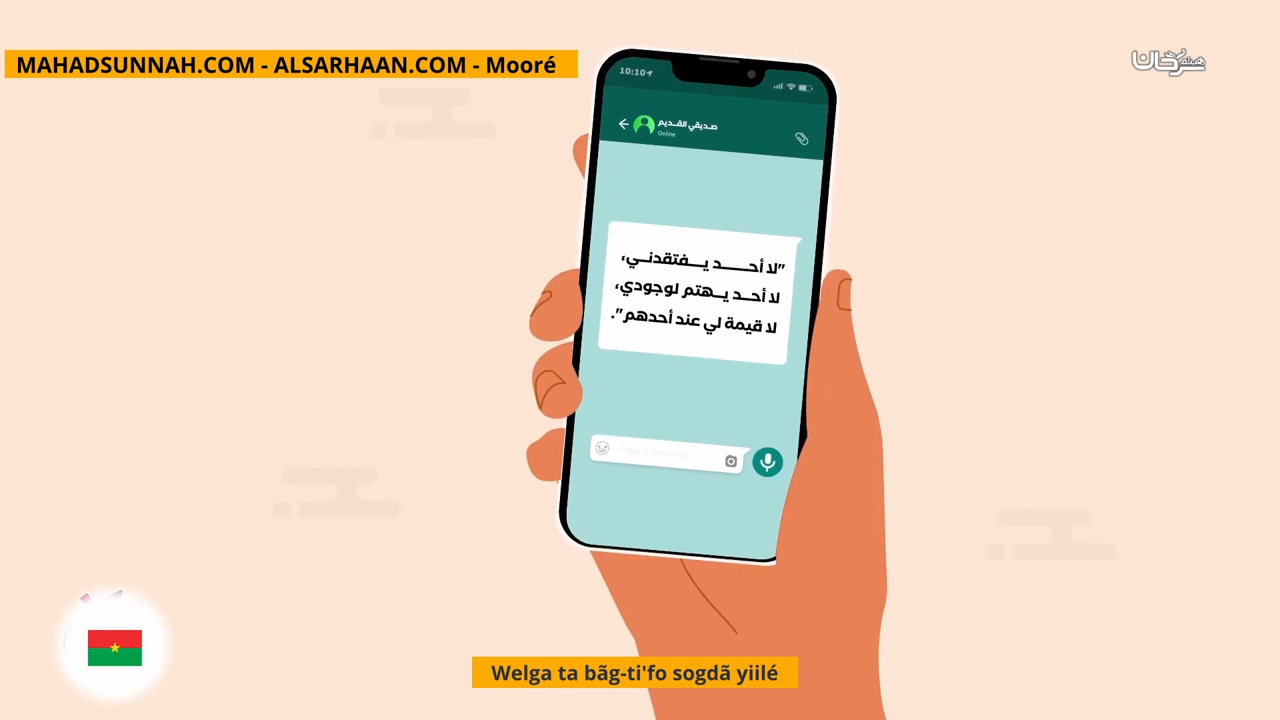 MAHADSUNNAH.COM - ALSARHAAN.COM - Mooré
10:10
صديقي القديم
Online
"لا أحد يفتقدني،
لا أحد يهتم لوجودي،
لا قيمة لي عند أحدهم".
Welga ta bãg-ti'fo sogdã yiilé